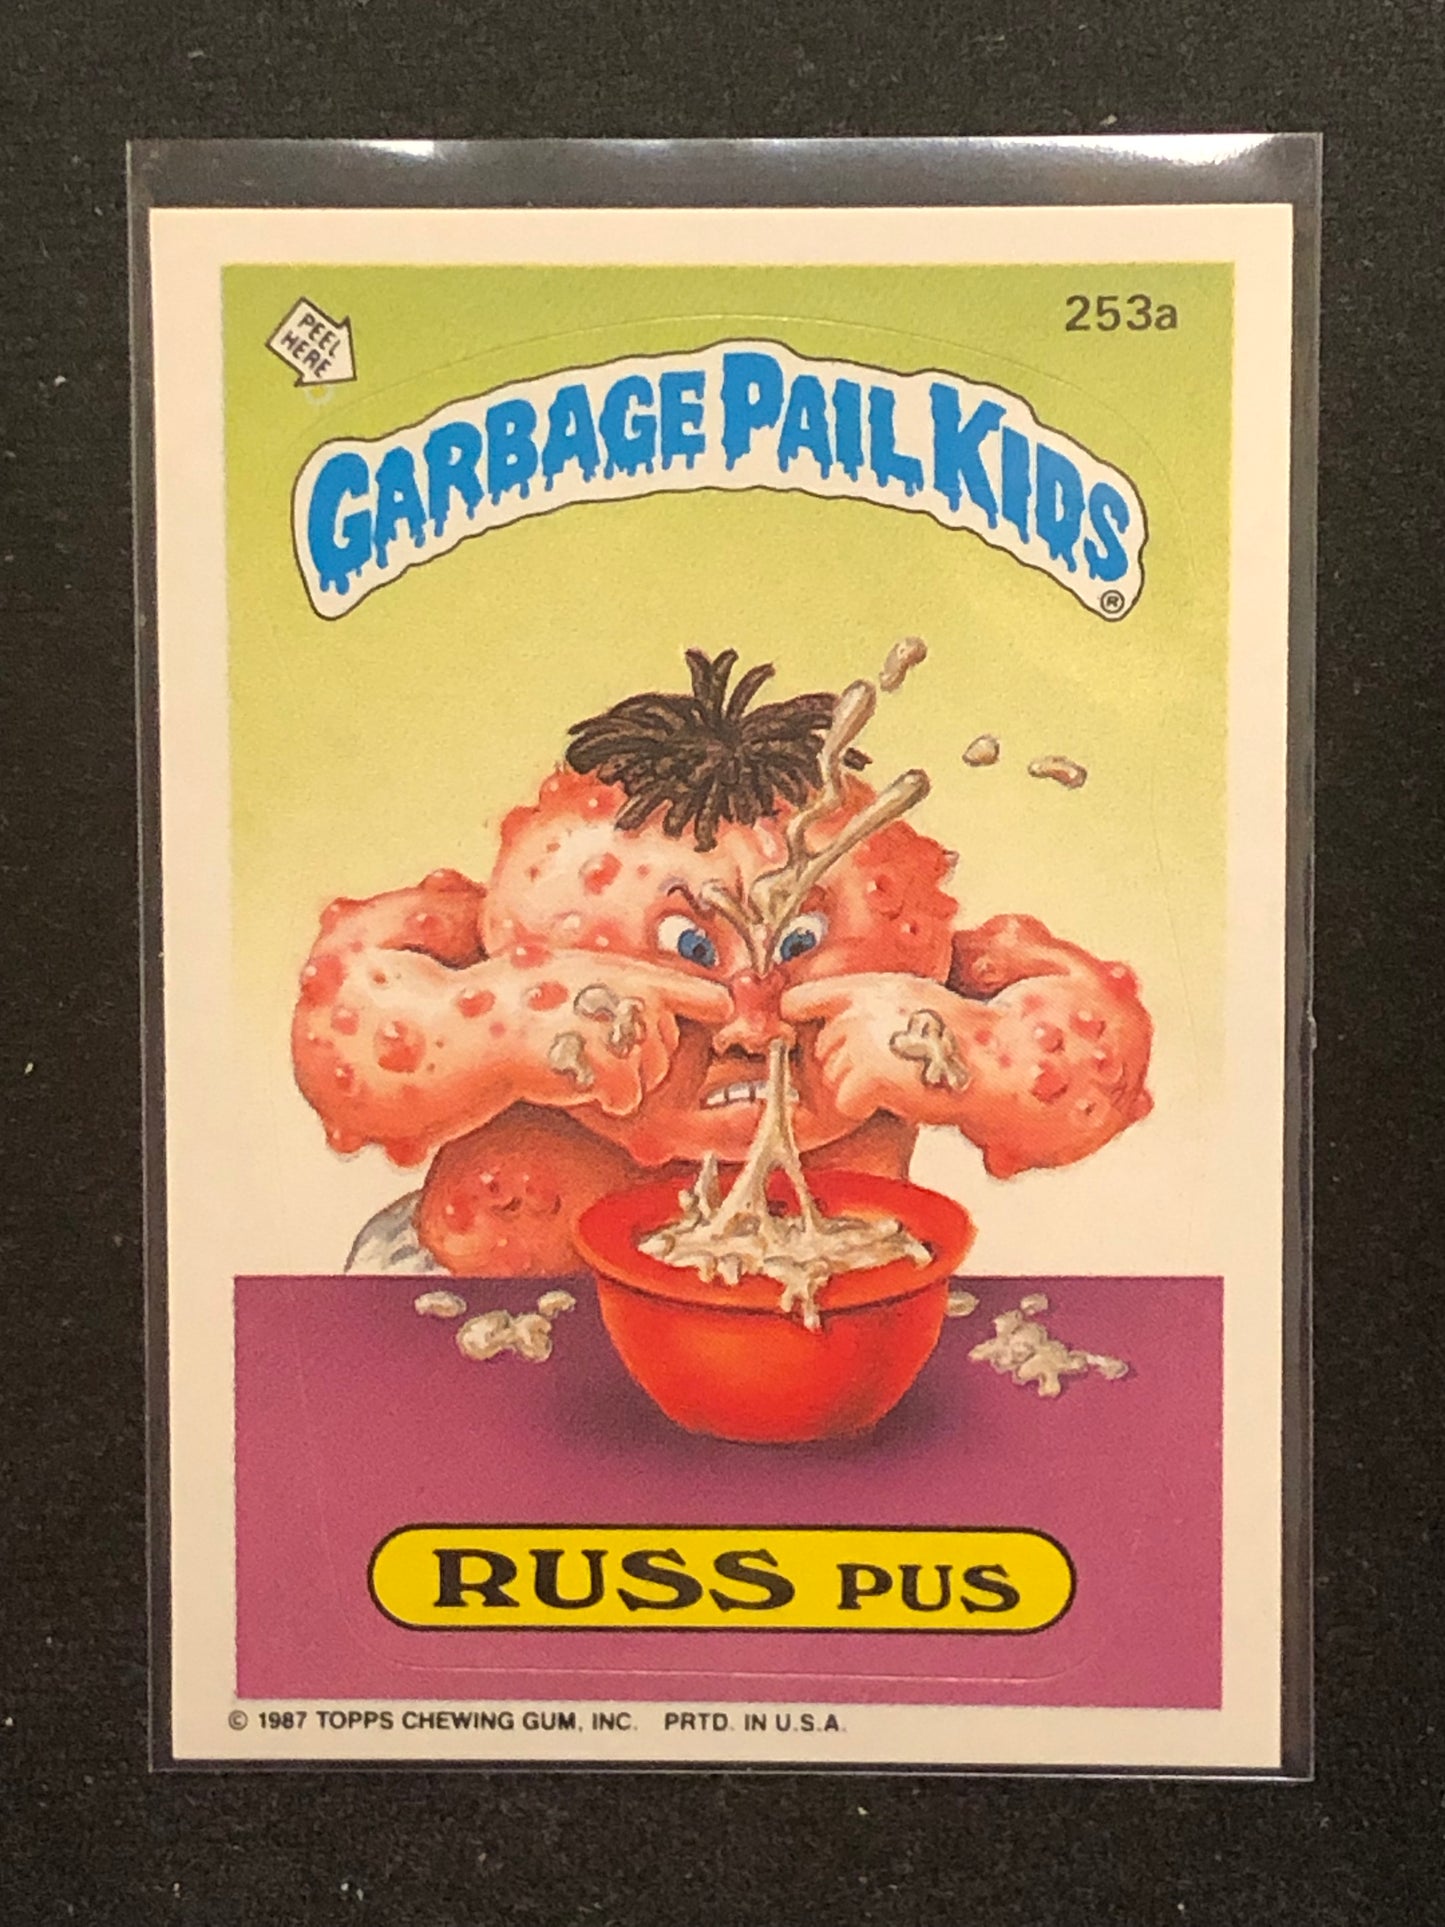 253a
PEEL
HERE
GARBAGE PAIL KIDS
®
RUSS PUS
© 1987 TOPPS CHEWING GUM, INC. PRTD. IN U.S.A.